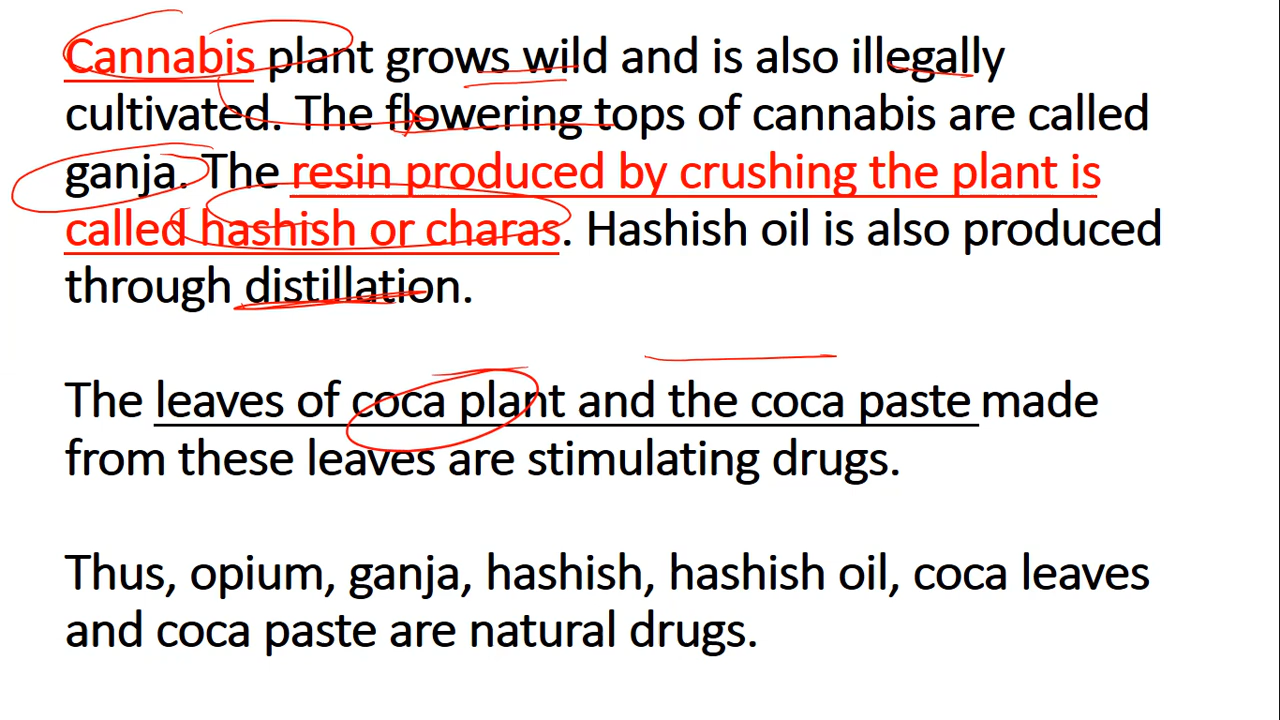 Cannabis plant grows wild and is also illegally
cultivated. The flowering tops of cannabis are called
ganja. The resin produced by crushing the plant is
called hashish or charas. Hashish oil is also produced
through distillation.
The leaves of coca plant and the coca paste made
from these leaves are stimulating drugs.
Thus, opium, ganja, hashish, hashish oil, coca leaves
and coca paste are natural drugs.